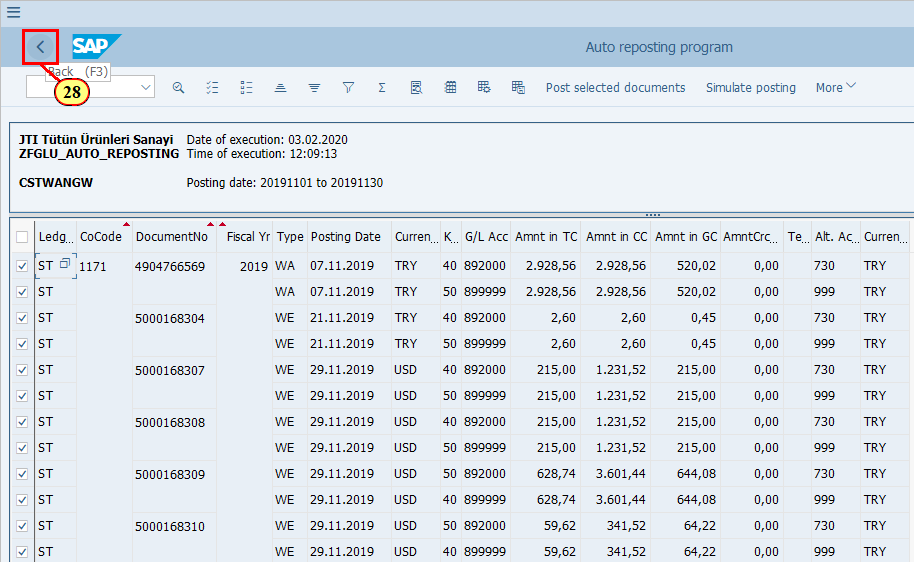 SAP
Auto reposting program
Back (F3)
28
Post selected documents Simulate posting More
JTI Tütün Ürünleri Sanayi Date of execution: 03.02.2020
ZFGLU_AUTO_REPOSTING Time of execution: 12:09:13
CSTWANGW Posting date: 20191101 to 20191130
Ledg... CoCode DocumentNo Fiscal Yr Type Posting Date Curren... K... G/L Acc Amnt in TC Amnt in CC Amnt in GC AmntCrc... Te... Alt. Ac... Curren...
ST 1171 4904766569 2019 WA 07.11.2019 TRY 40 892000 2.928,56 2.928,56 520,02 0,00 730 TRY
ST WA 07.11.2019 TRY 50 899999 2.928,56 2.928,56 520,02 0,00 999 TRY
ST 5000168304 WE 21.11.2019 TRY 40 892000 2,60 2,60 0,45 0,00 730 TRY
ST WE 21.11.2019 TRY 50 899999 2,60 2,60 0,45 0,00 999 TRY
ST 5000168307 WE 29.11.2019 USD 40 892000 215,00 1.231,52 215,00 0,00 730 TRY
ST WE 29.11.2019 USD 50 899999 215,00 1.231,52 215,00 0,00 999 TRY
ST 5000168308 WE 29.11.2019 USD 40 892000 215,00 1.231,52 215,00 0,00 730 TRY
ST WE 29.11.2019 USD 50 899999 215,00 1.231,52 215,00 0,00 999 TRY
ST 5000168309 WE 29.11.2019 USD 50 892000 628,74 3.601,44 644,08 0,00 730 TRY
ST WE 29.11.2019 USD 40 899999 628,74 3.601,44 644,08 0,00 999 TRY
ST 5000168310 WE 29.11.2019 USD 50 892000 59,62 341,52 64,22 0,00 730 TRY
ST WE 29.11.2019 USD 40 899999 59,62 341,52 64,22 0,00 999 TRY